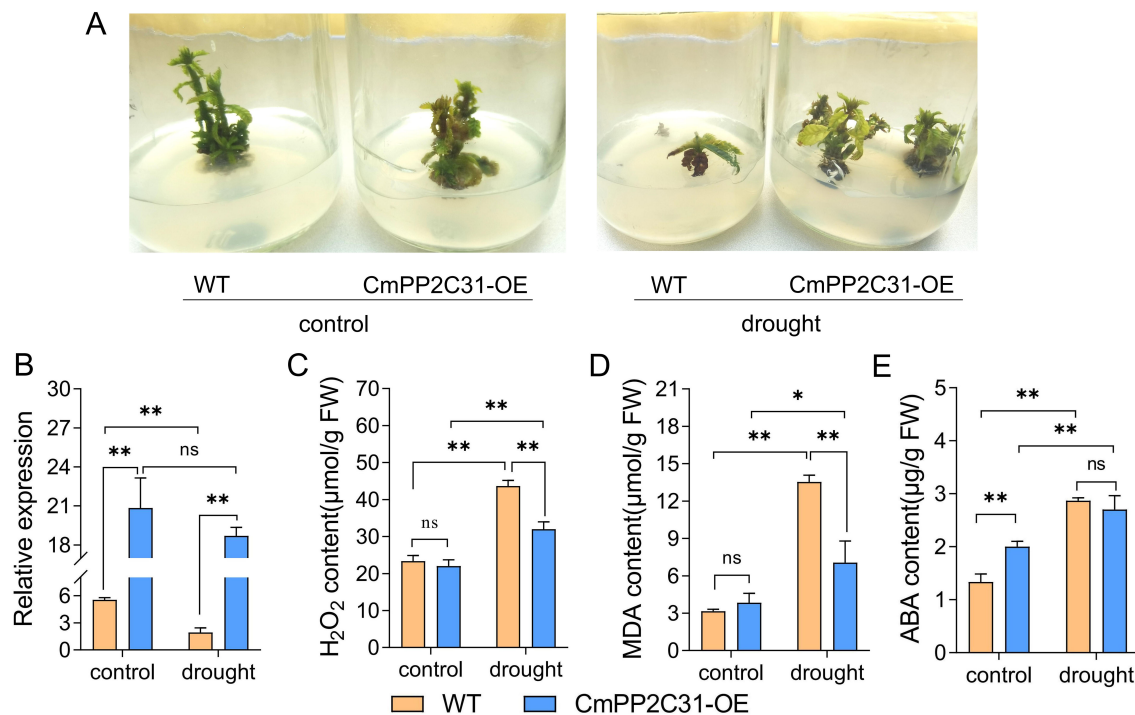 A
WT CmPP2C31-OE WT CmPP2C31-OE
control drought
B
Relative expression
30
27
24
21
18
6
3
0
** ** ns **
control drought
C
H2O2 content(μmol/g FW)
70
60
50
40
30
20
10
0
ns ** ** **
control drought
D
MDA content(μmol/g FW)
21
18
15
12
9
6
3
0
ns ** * **
control drought
E
ABA content(μg/g FW)
5
4
3
2
1
0
** ** ** ns
control drought
WT CmPP2C31-OE